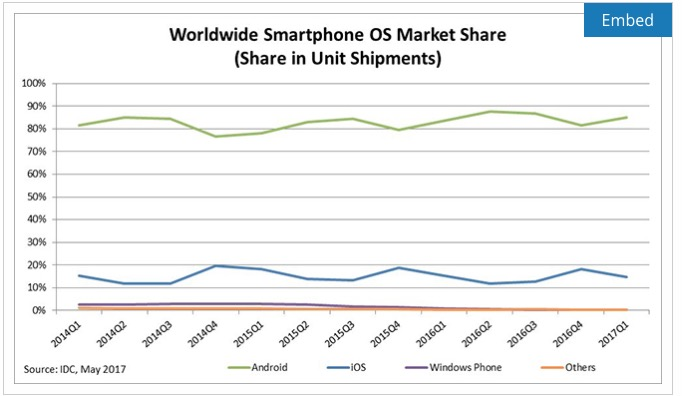 Embed
Worldwide Smartphone OS Market Share
(Share in Unit Shipments)
100%
90%
80%
70%
60%
50%
40%
30%
20%
10%
0%
2014Q1
2014Q2
2014Q3
2014Q4
2015Q1
2015Q2
2015Q3
2015Q4
2016Q1
2016Q2
2016Q3
2016Q4
2017Q1
Source: IDC, May 2017
Android
iOS
Windows Phone
Others